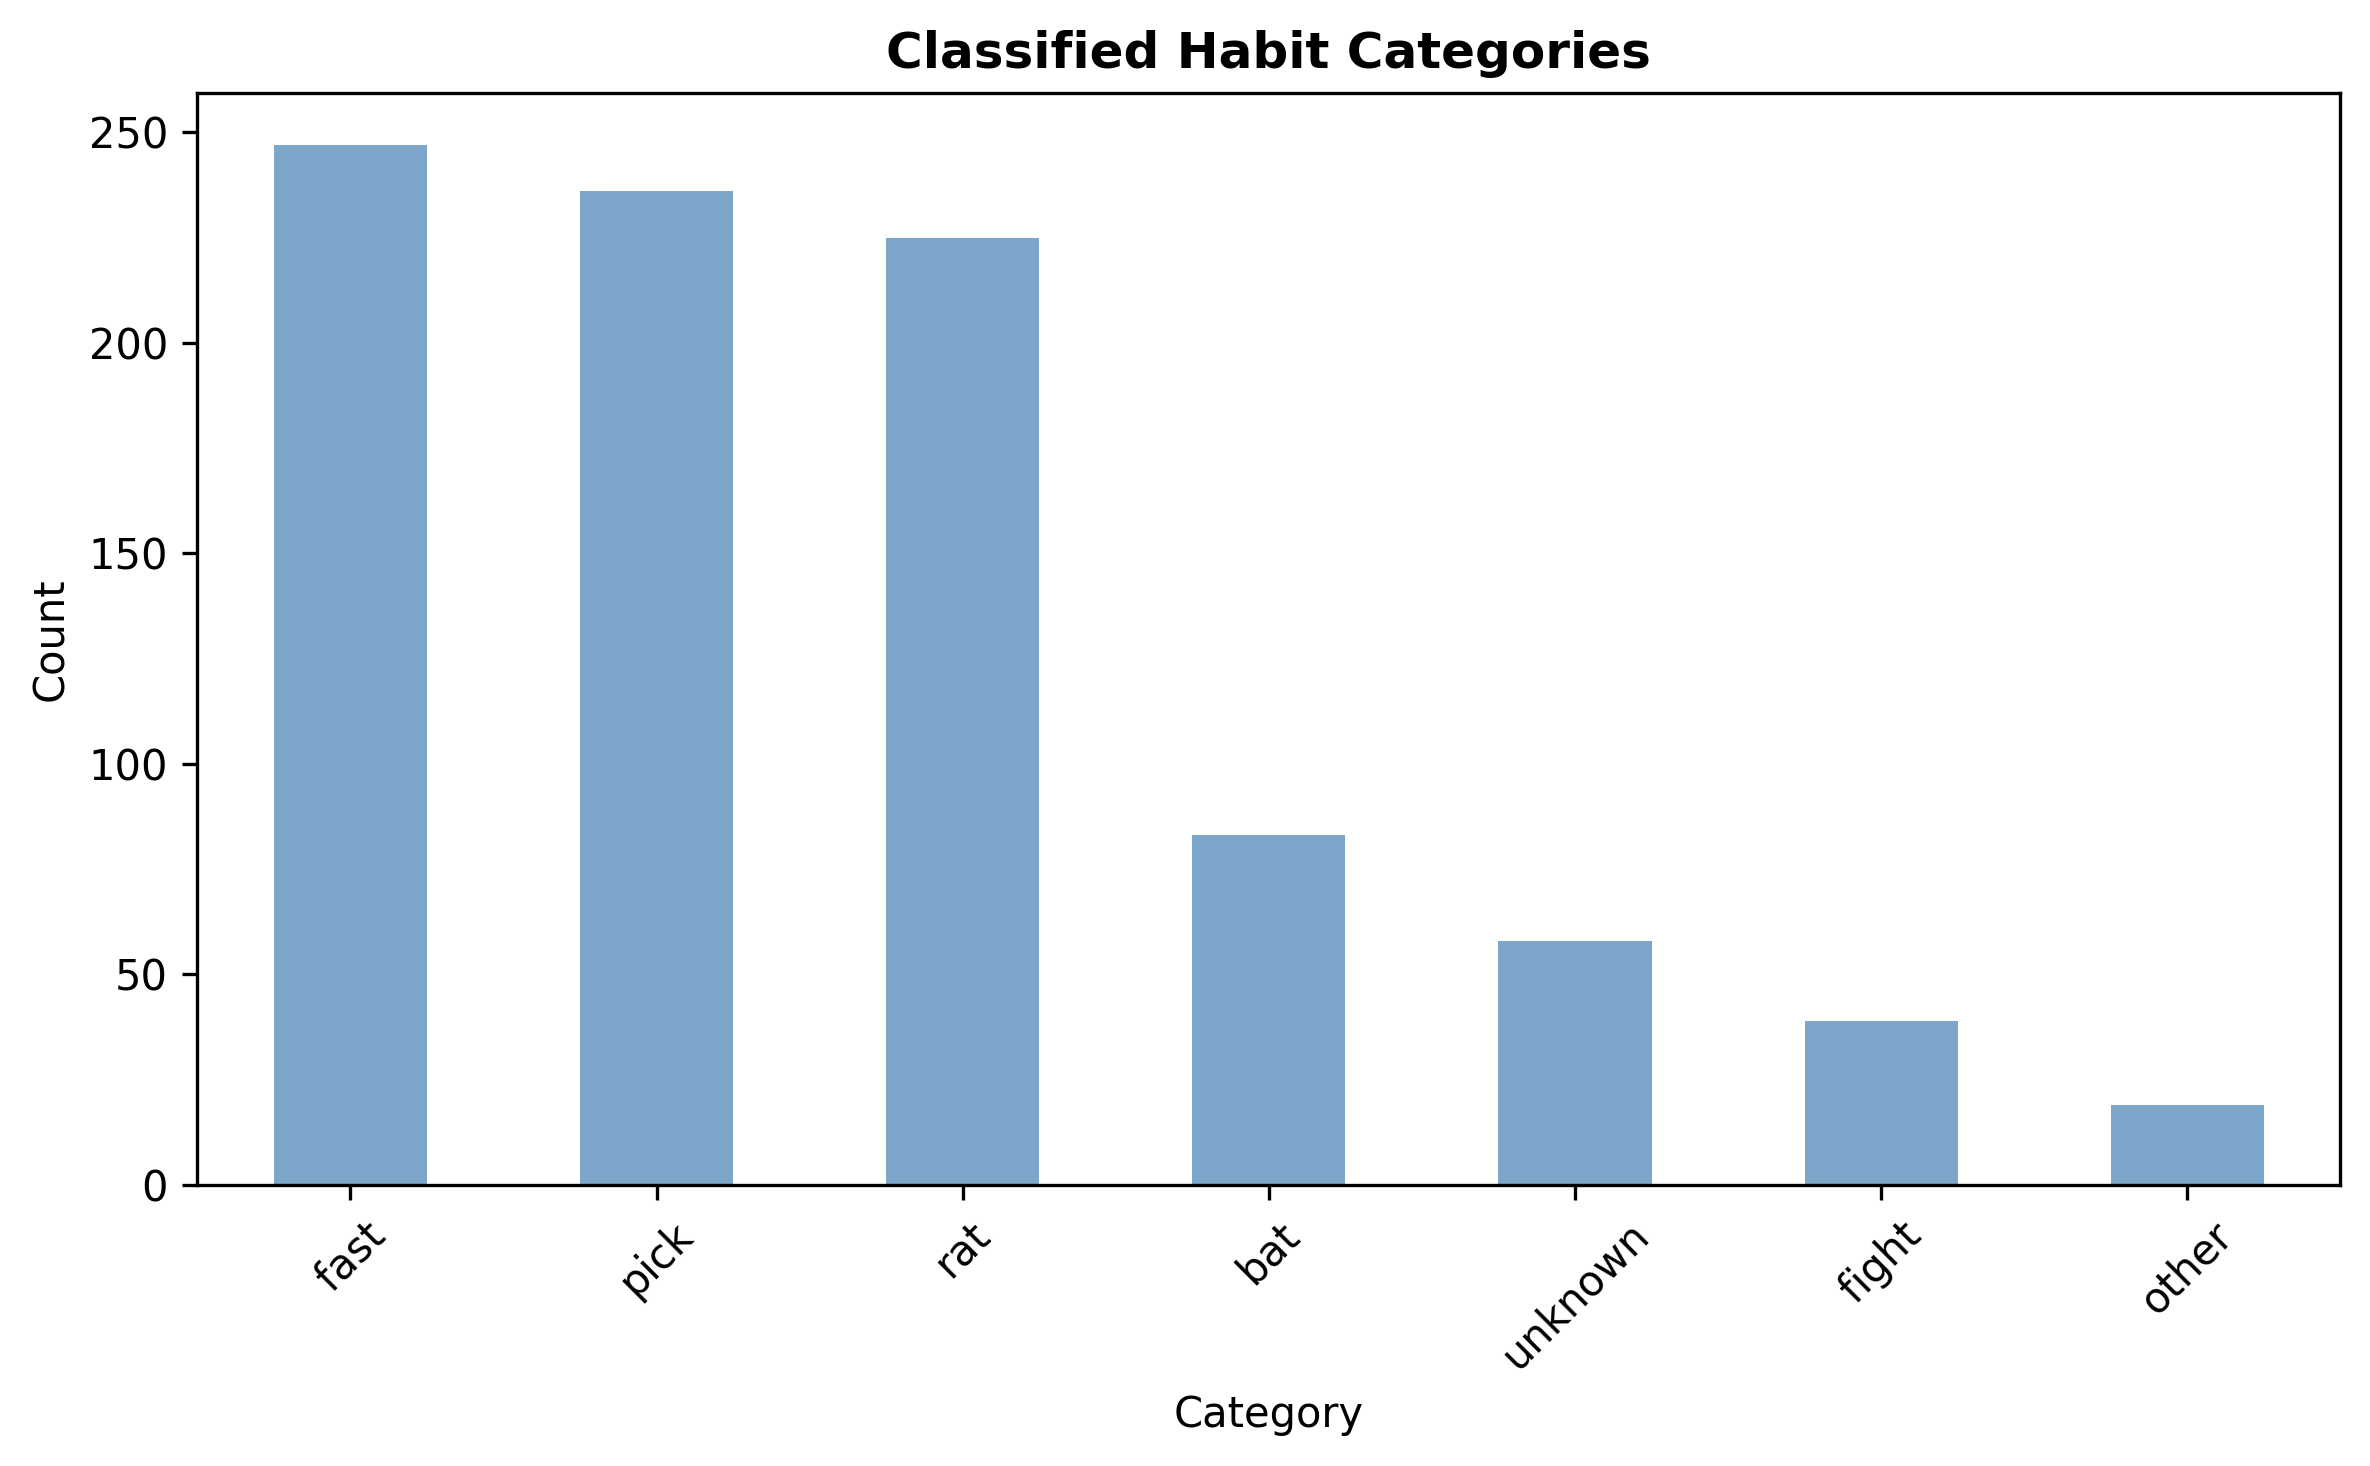 Classified Habit Categories
250
200
150
100
50
0
Count
fast
pick
rat
bat
unknown
fight
other
Category